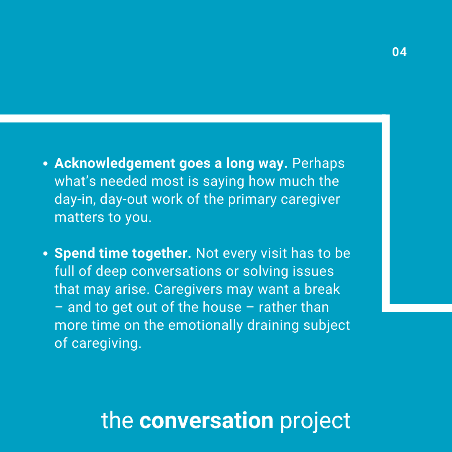 04
• Acknowledgement goes a long way. Perhaps
what's needed most is saying how much the
day-in, day-out work of the primary caregiver
matters to you.
• Spend time together. Not every visit has to be
full of deep conversations or solving issues
that may arise. Caregivers may want a break
– and to get out of the house – rather than
more time on the emotionally draining subject
of caregiving.
the conversation project